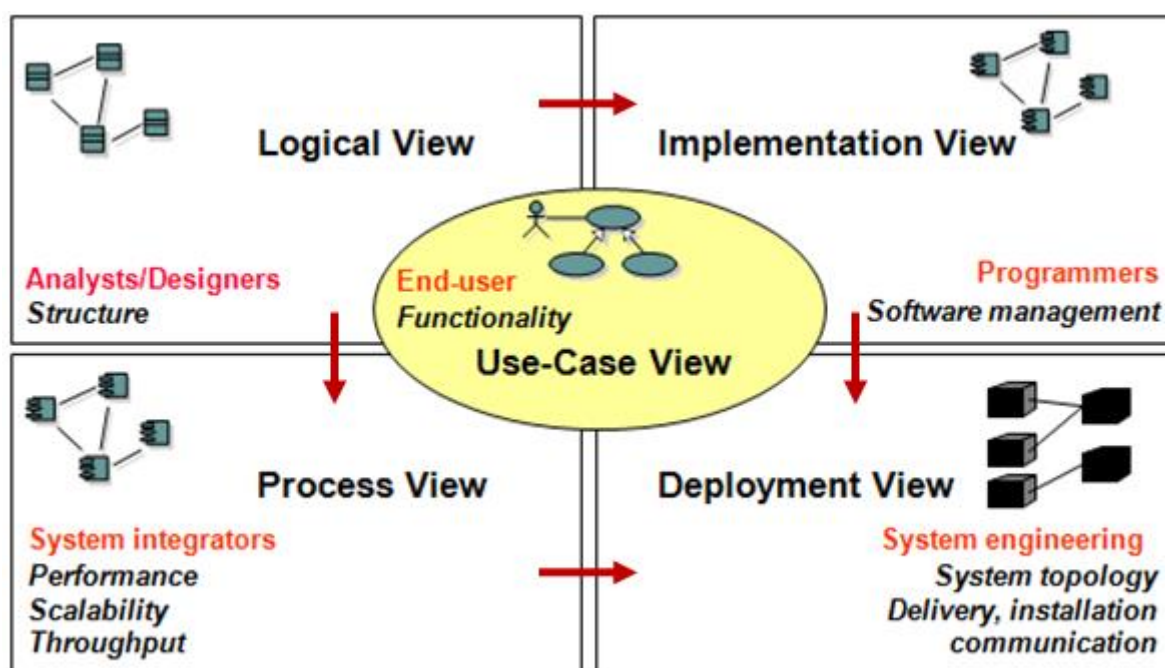 Logical View
Analysts/Designers
Structure
Implementation View
Programmers
Software management
End-user
Functionality
Use-Case View
Process View
System integrators
Performance
Scalability
Throughput
Deployment View
System engineering
System topology
Delivery, installation
communication